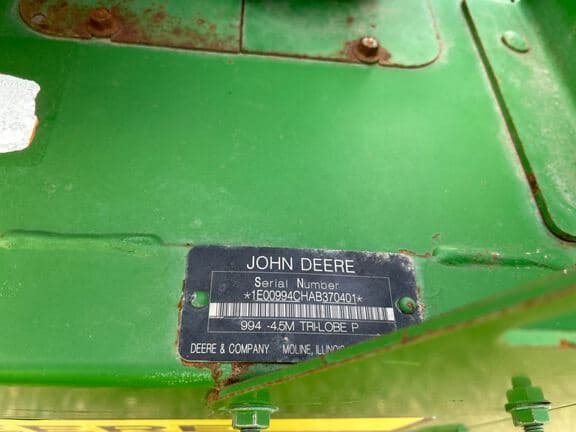 JOHN DEERE
Serial Number
*1E00994CHAB370401*
994 -4.5M TRI-LOBE P
DEERE & COMPANY MOLINE, ILLINOIS